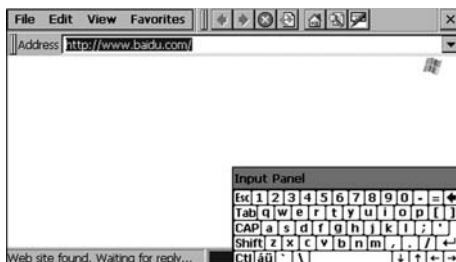 File Edit View Favorites
Address http://www.baidu.com/
Input Panel
Esc 1 2 3 4 5 6 7 8 9 0 - =
Tab q w e r t y u i o p [ ]
CAP a s d f g h j k l ; '
Shift z x c v b n m , . /
Ctl áü ` \
Web site found. Waiting for reply...